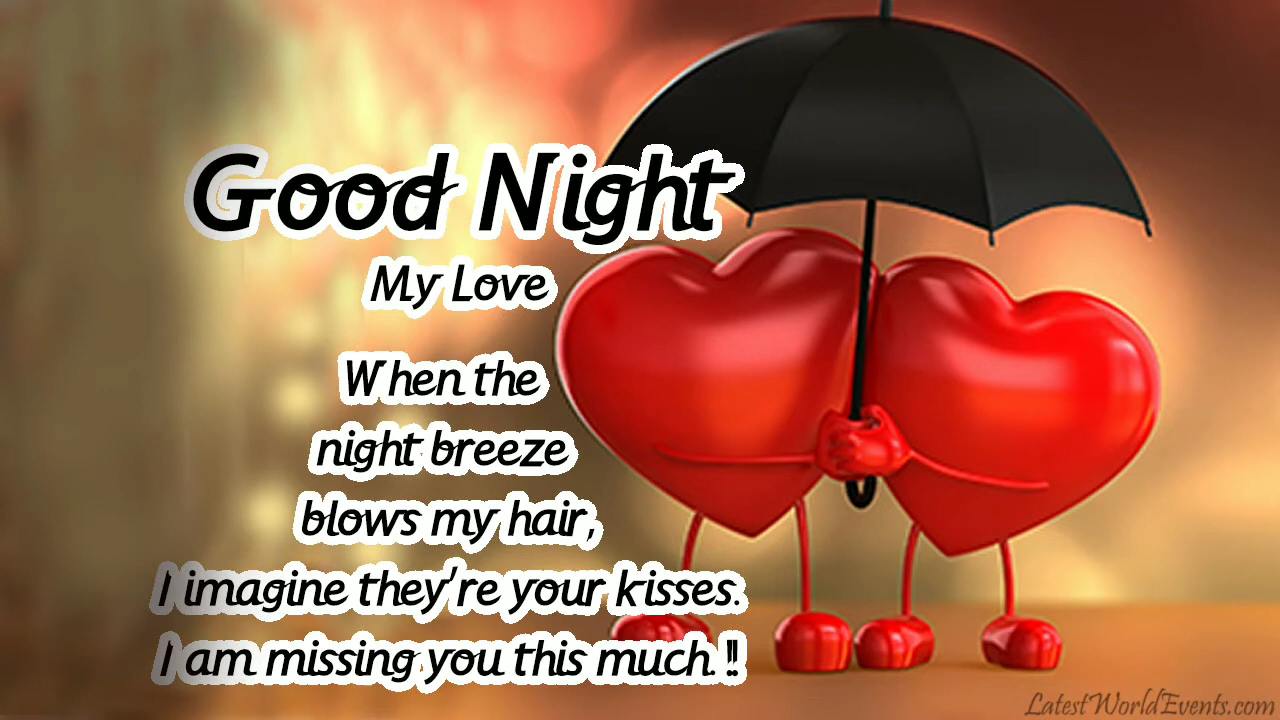 Good Night
My Love
When the
night breeze
blows my hair,
I imagine they're your kisses.
I am missing you this much.!!
LatestWorldEvents.com